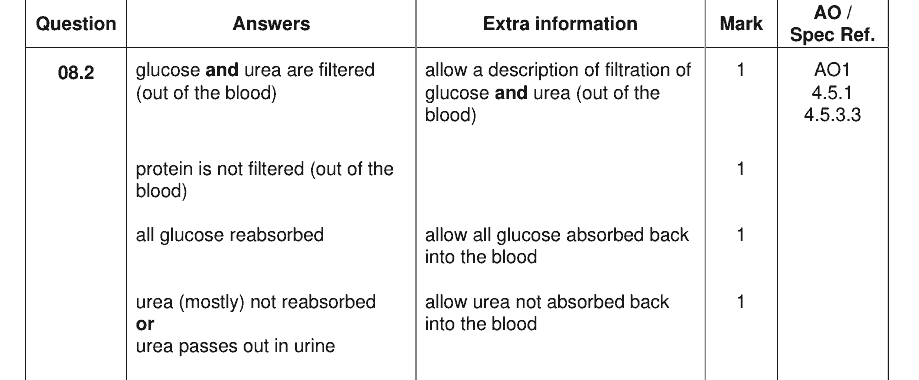 Question Answers Extra information Mark AO /
Spec Ref.
08.2 glucose and urea are filtered allow a description of filtration of 1 AO1
(out of the blood) glucose and urea (out of the 4.5.1
blood) 4.5.3.3
protein is not filtered (out of the 1
blood)
all glucose reabsorbed allow all glucose absorbed back 1
into the blood
urea (mostly) not reabsorbed allow urea not absorbed back 1
or into the blood
urea passes out in urine